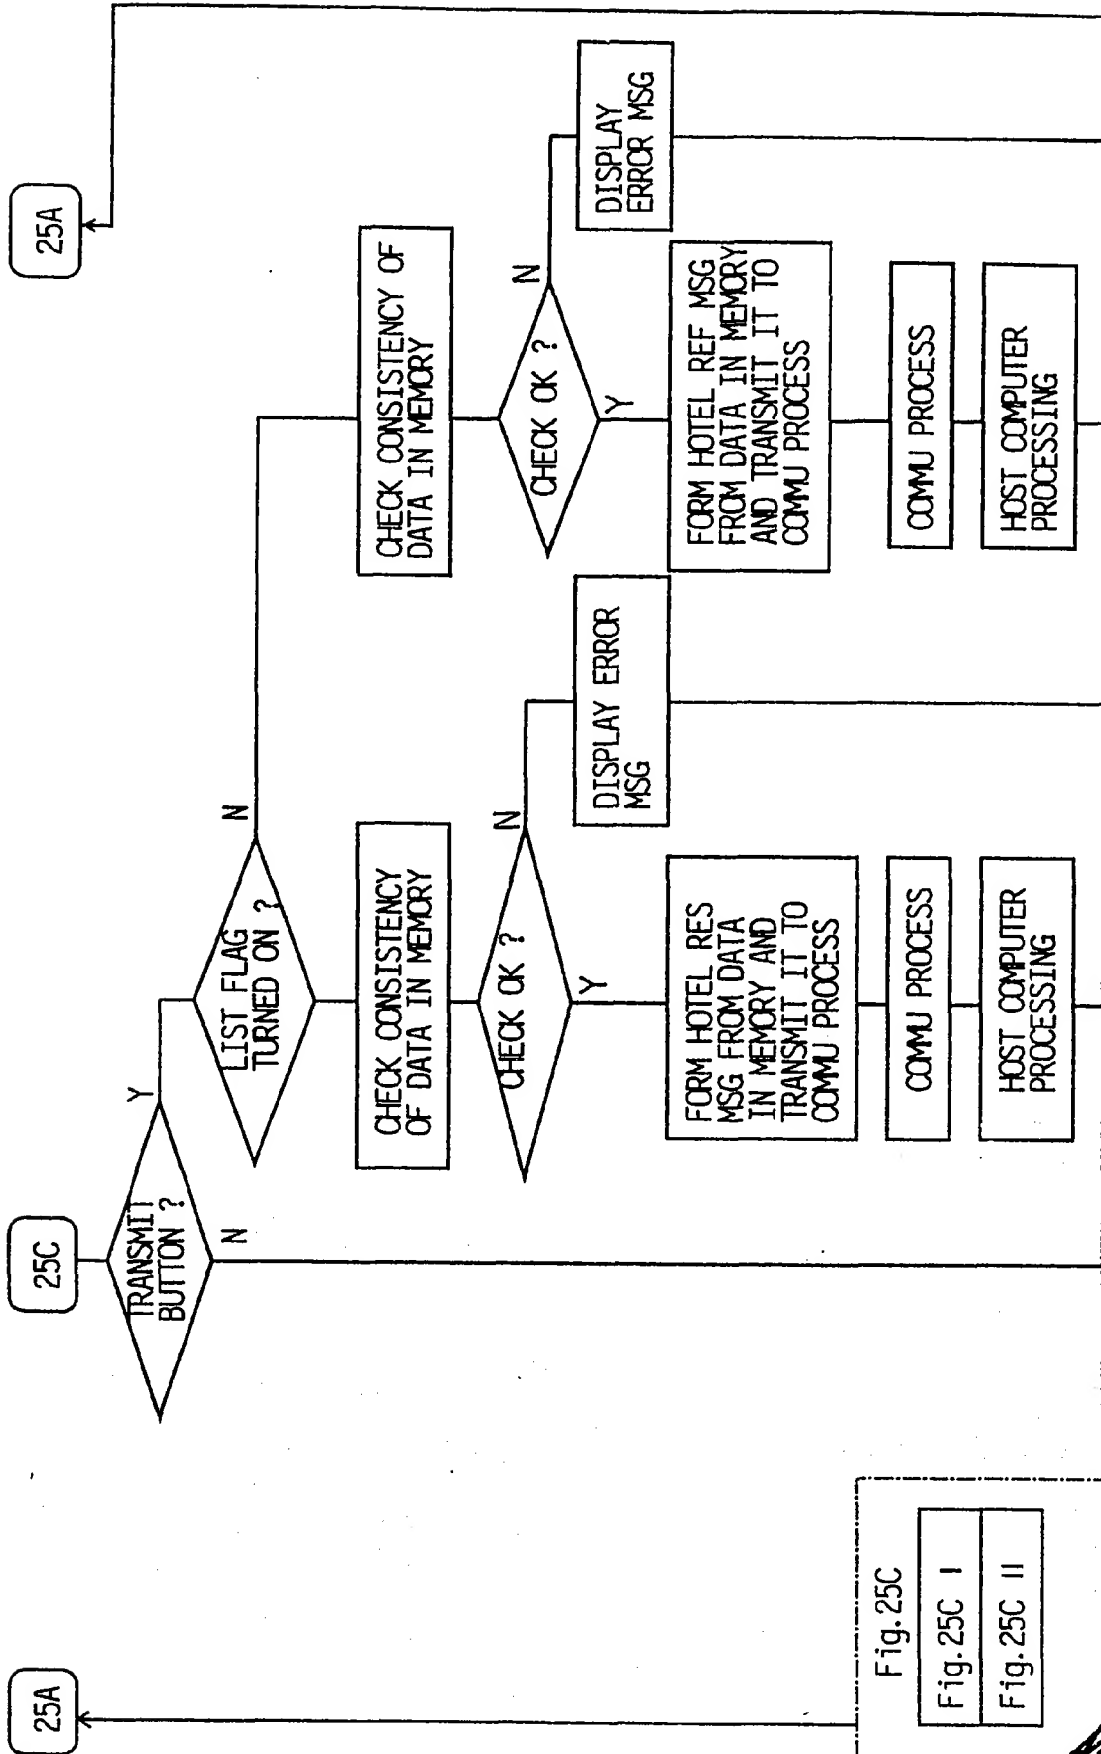 25A
25C
25A
TRANSMIT
BUTTON ?
Y
N
LIST FLAG
TURNED ON ?
N
CHECK CONSISTENCY
OF DATA IN MEMORY
CHECK CONSISTENCY OF
DATA IN MEMORY
CHECK OK ?
N
Y
CHECK OK ?
N
Y
DISPLAY ERROR
MSG
DISPLAY
ERROR MSG
FORM HOTEL RES
MSG FROM DATA
IN MEMORY AND
TRANSMIT IT TO
COMMU PROCESS
FORM HOTEL REF MSG
FROM DATA IN MEMORY
AND TRANSMIT IT TO
COMMU PROCESS
COMMU PROCESS
COMMU PROCESS
HOST COMPUTER
PROCESSING
HOST COMPUTER
PROCESSING
Fig.25C
Fig.25C I
Fig.25C II